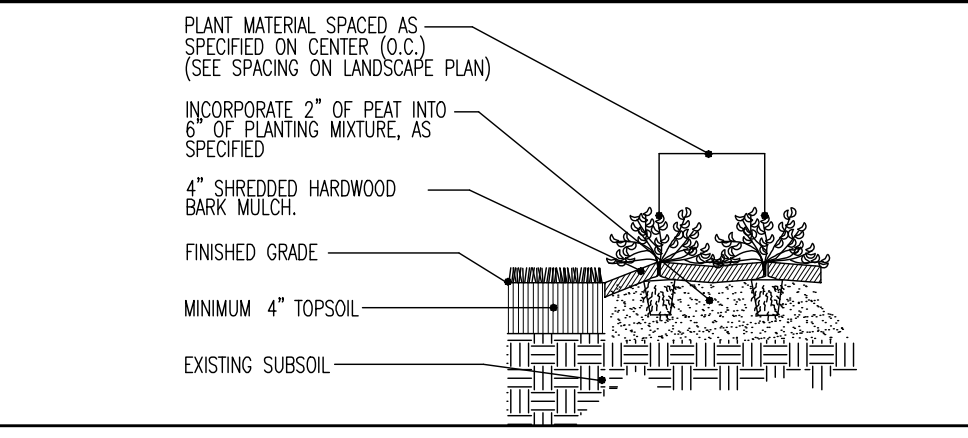 PLANT MATERIAL SPACED AS
SPECIFIED ON CENTER (O.C.)
(SEE SPACING ON LANDSCAPE PLAN)
INCORPORATE 2" OF PEAT INTO
6" OF PLANTING MIXTURE, AS
SPECIFIED
4" SHREDDED HARDWOOD
BARK MULCH.
FINISHED GRADE
MINIMUM 4" TOPSOIL
EXISTING SUBSOIL